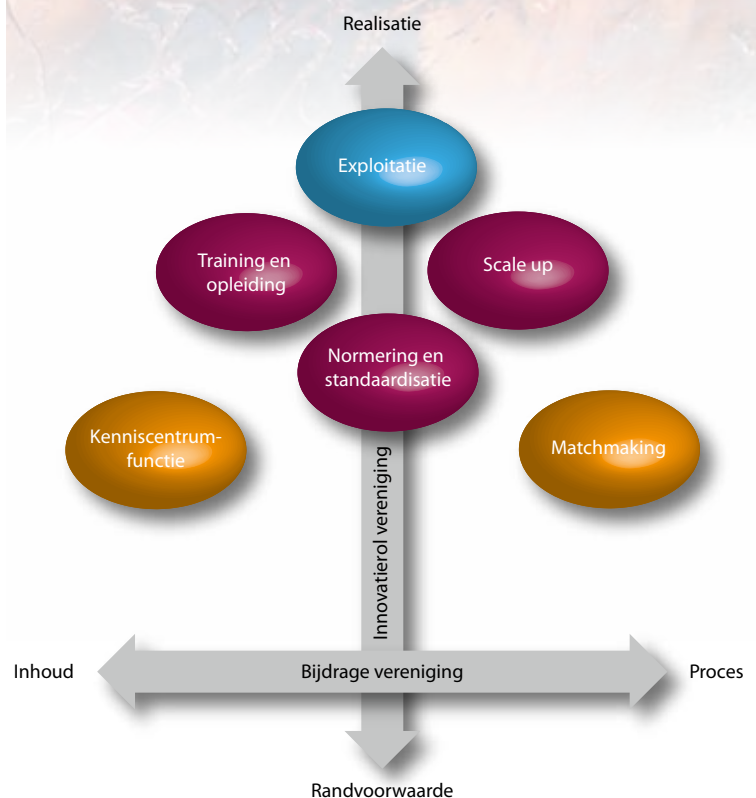 Realisatie
Exploitatie
Training en
opleiding
Scale up
Normering en
standaardisatie
Kenniscentrum-
functie
Matchmaking
Innovatierol vereniging
Inhoud
Bijdrage vereniging
Proces
Randvoorwaarde